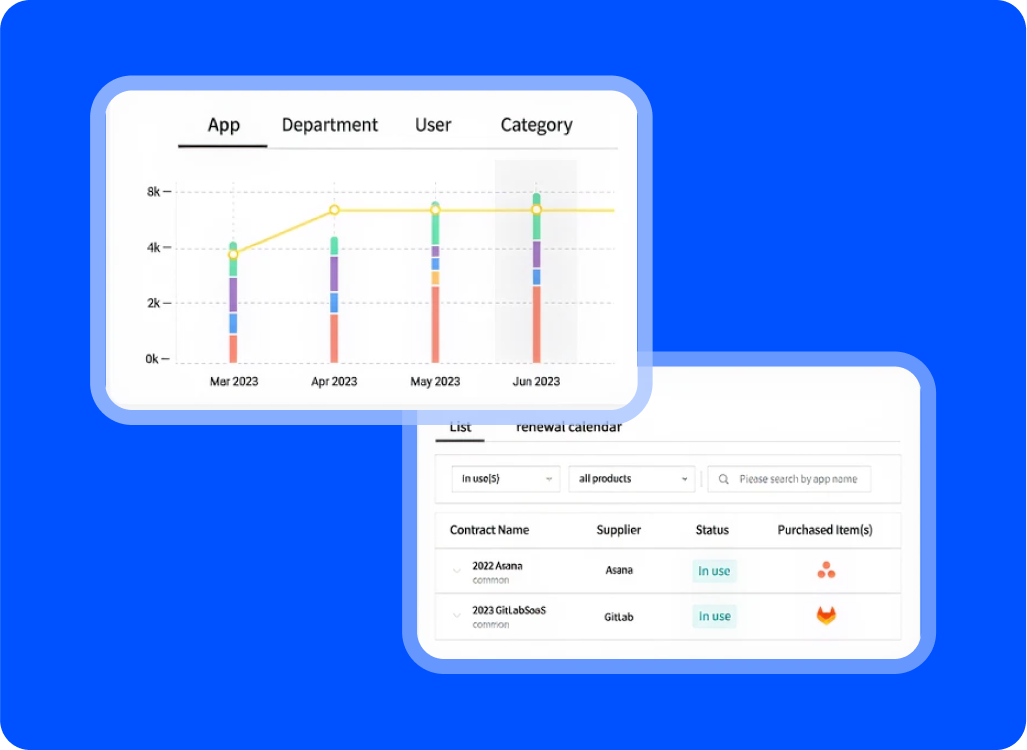 App Department User Category
8k
4k
2k
0k
Mar 2023 Apr 2023 May 2023 Jun 2023
List renewal calendar
In use(5) all products Please search by app name
Contract Name Supplier Status Purchased Item(s)
2022 Asana Asana In use
common
2023 GitLabSaaS GitLab In use
common